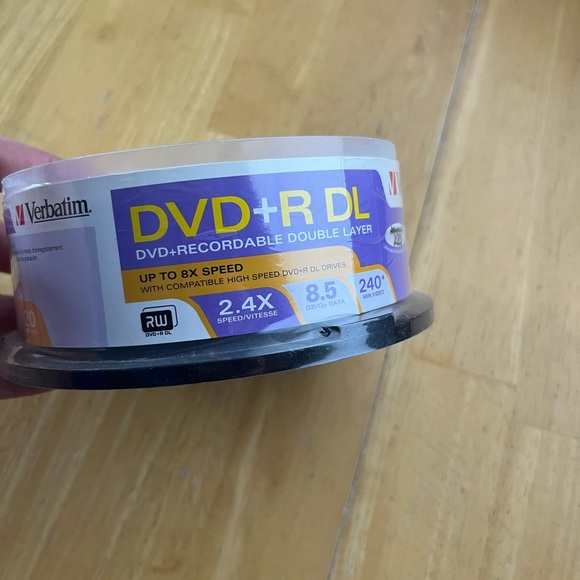 Verbatim.
DVD+R DL
DVD+RECORDABLE DOUBLE LAYER
UP TO 8X SPEED
WITH COMPATIBLE HIGH SPEED DVD+R DL DRIVES
2.4X
SPEED/VITESSE
8.5
GB/Go DATA
240*
MIN VIDEO
RW
DVD+R DL